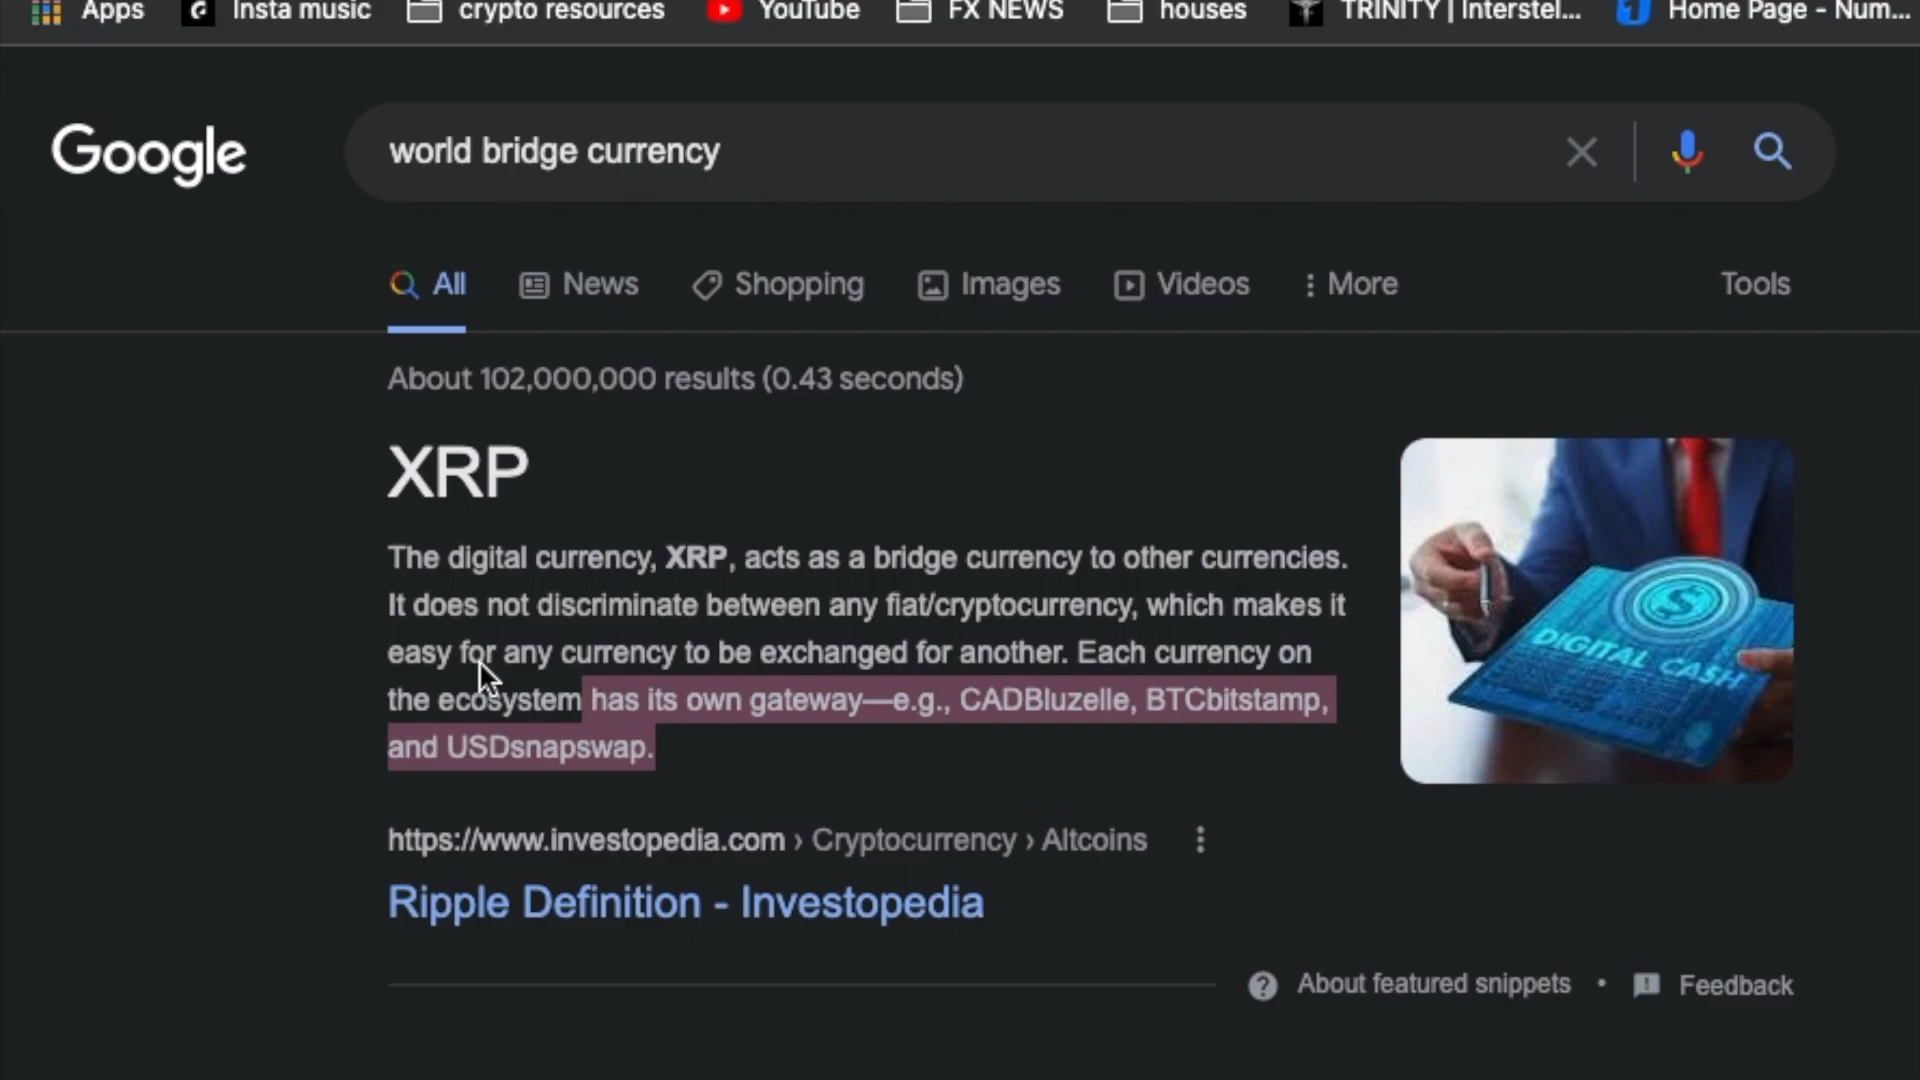 Apps Insta music crypto resources YouTube FX NEWS houses TRINITY | Interstel... Home Page - Num...
Google world bridge currency
All News Shopping Images Videos More Tools
About 102,000,000 results (0.43 seconds)
XRP
The digital currency, XRP, acts as a bridge currency to other currencies.
It does not discriminate between any fiat/cryptocurrency, which makes it
easy for any currency to be exchanged for another. Each currency on
the ecosystem has its own gateway—e.g., CADBluzelle, BTCbitstamp,
and USDsnapswap.
DIGITAL CASH
https://www.investopedia.com › Cryptocurrency › Altcoins
Ripple Definition - Investopedia
About featured snippets • Feedback